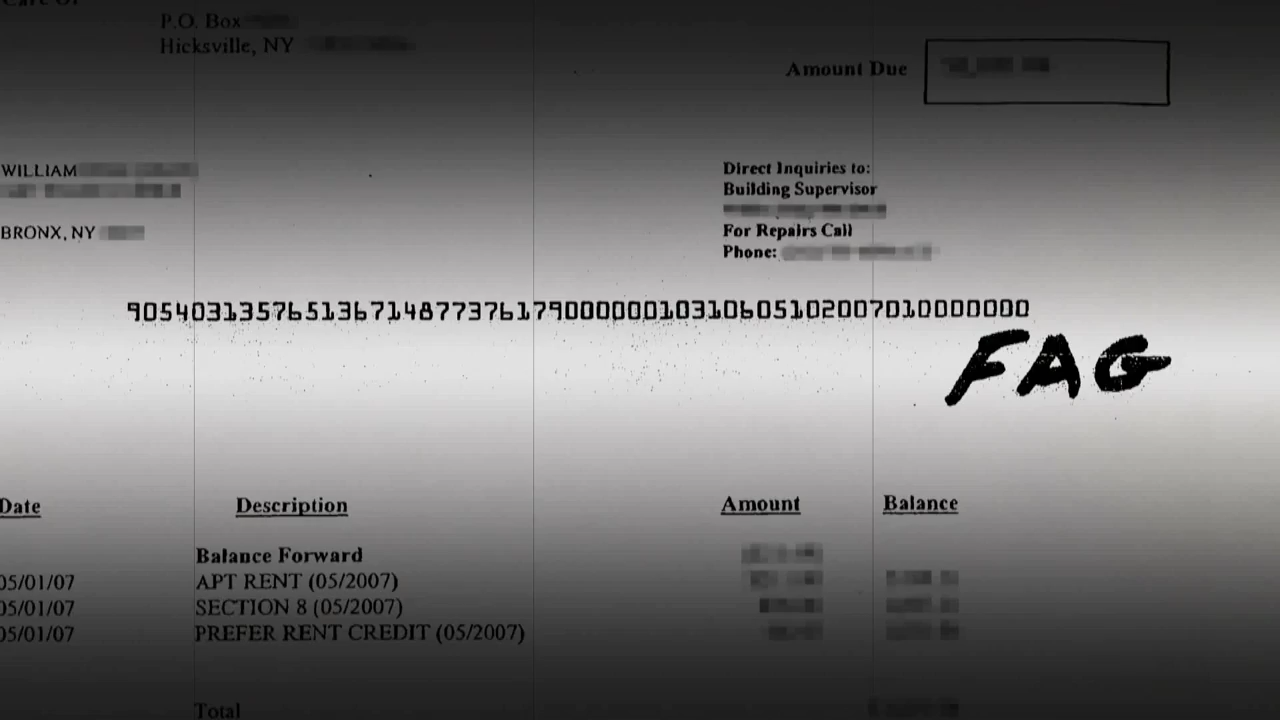 P.O. Box
Hicksville, NY
Amount Due
WILLIAM
BRONX, NY
Direct Inquiries to:
Building Supervisor
For Repairs Call
Phone:
905403135765136714877376179000000103106051020070100000000
FAG
Date Description Amount Balance
Balance Forward
05/01/07 APT RENT (05/2007)
05/01/07 SECTION 8 (05/2007)
05/01/07 PREFER RENT CREDIT (05/2007)
Total